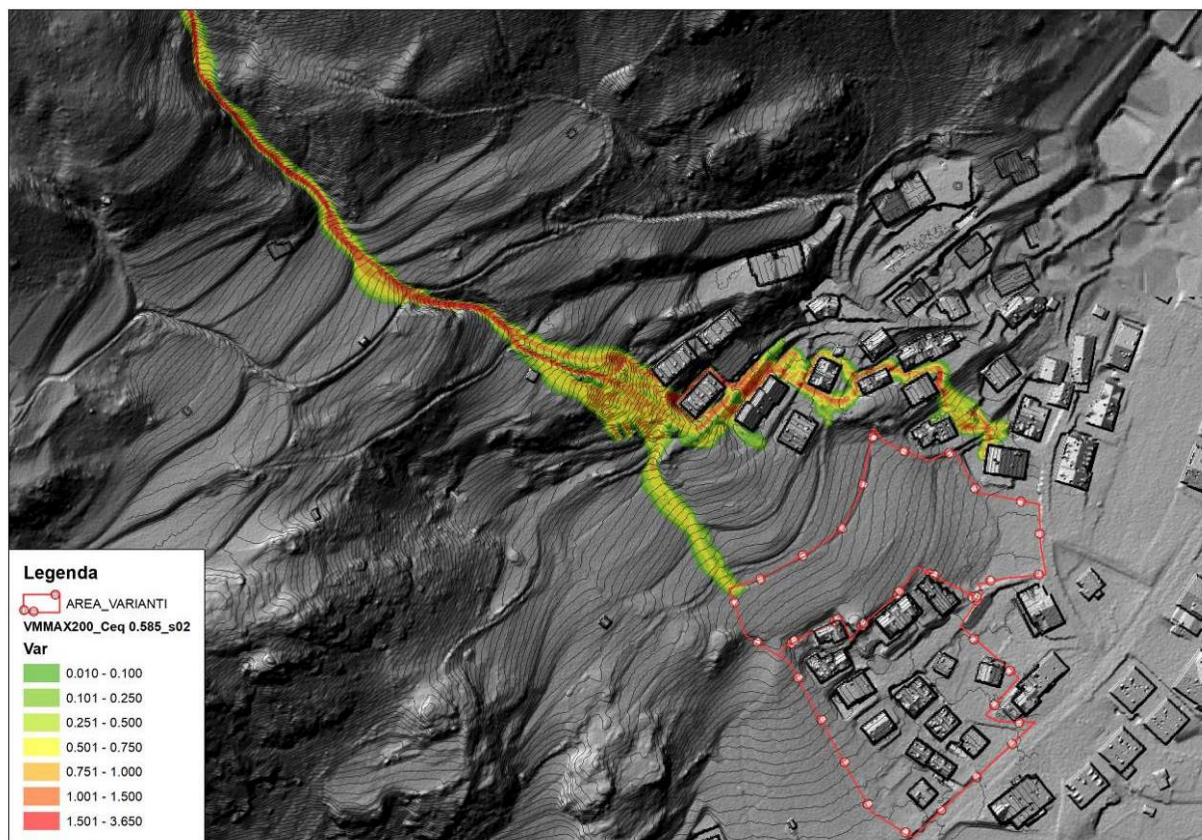 Legenda
AREA_VARIANTI
VMMAX200_Ceq 0.585_s02
Var
0.010 - 0.100
0.101 - 0.250
0.251 - 0.500
0.501 - 0.750
0.751 - 1.000
1.001 - 1.500
1.501 - 3.650